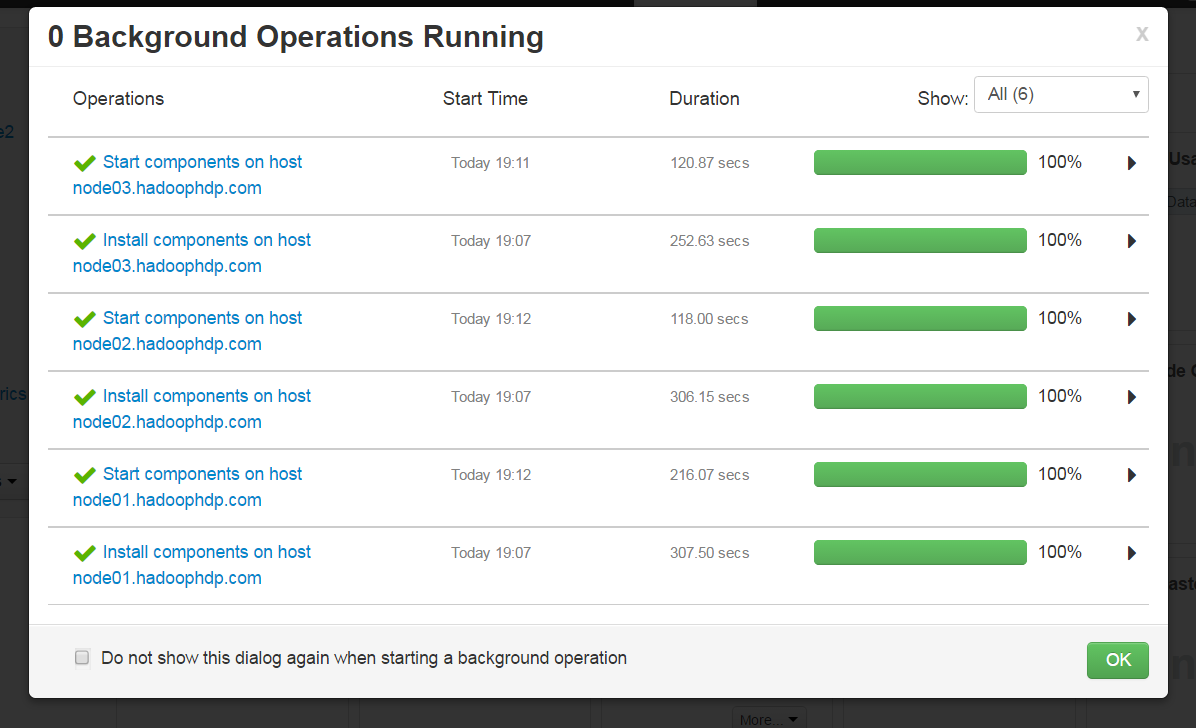 0 Background Operations Running
X
Operations Start Time Duration Show: All (6)
Start components on host Today 19:11 120.87 secs 100%
node03.hadoophdp.com
Install components on host Today 19:07 252.63 secs 100%
node03.hadoophdp.com
Start components on host Today 19:12 118.00 secs 100%
node02.hadoophdp.com
Install components on host Today 19:07 306.15 secs 100%
node02.hadoophdp.com
Start components on host Today 19:12 216.07 secs 100%
node01.hadoophdp.com
Install components on host Today 19:07 307.50 secs 100%
node01.hadoophdp.com
Do not show this dialog again when starting a background operation
OK
More...